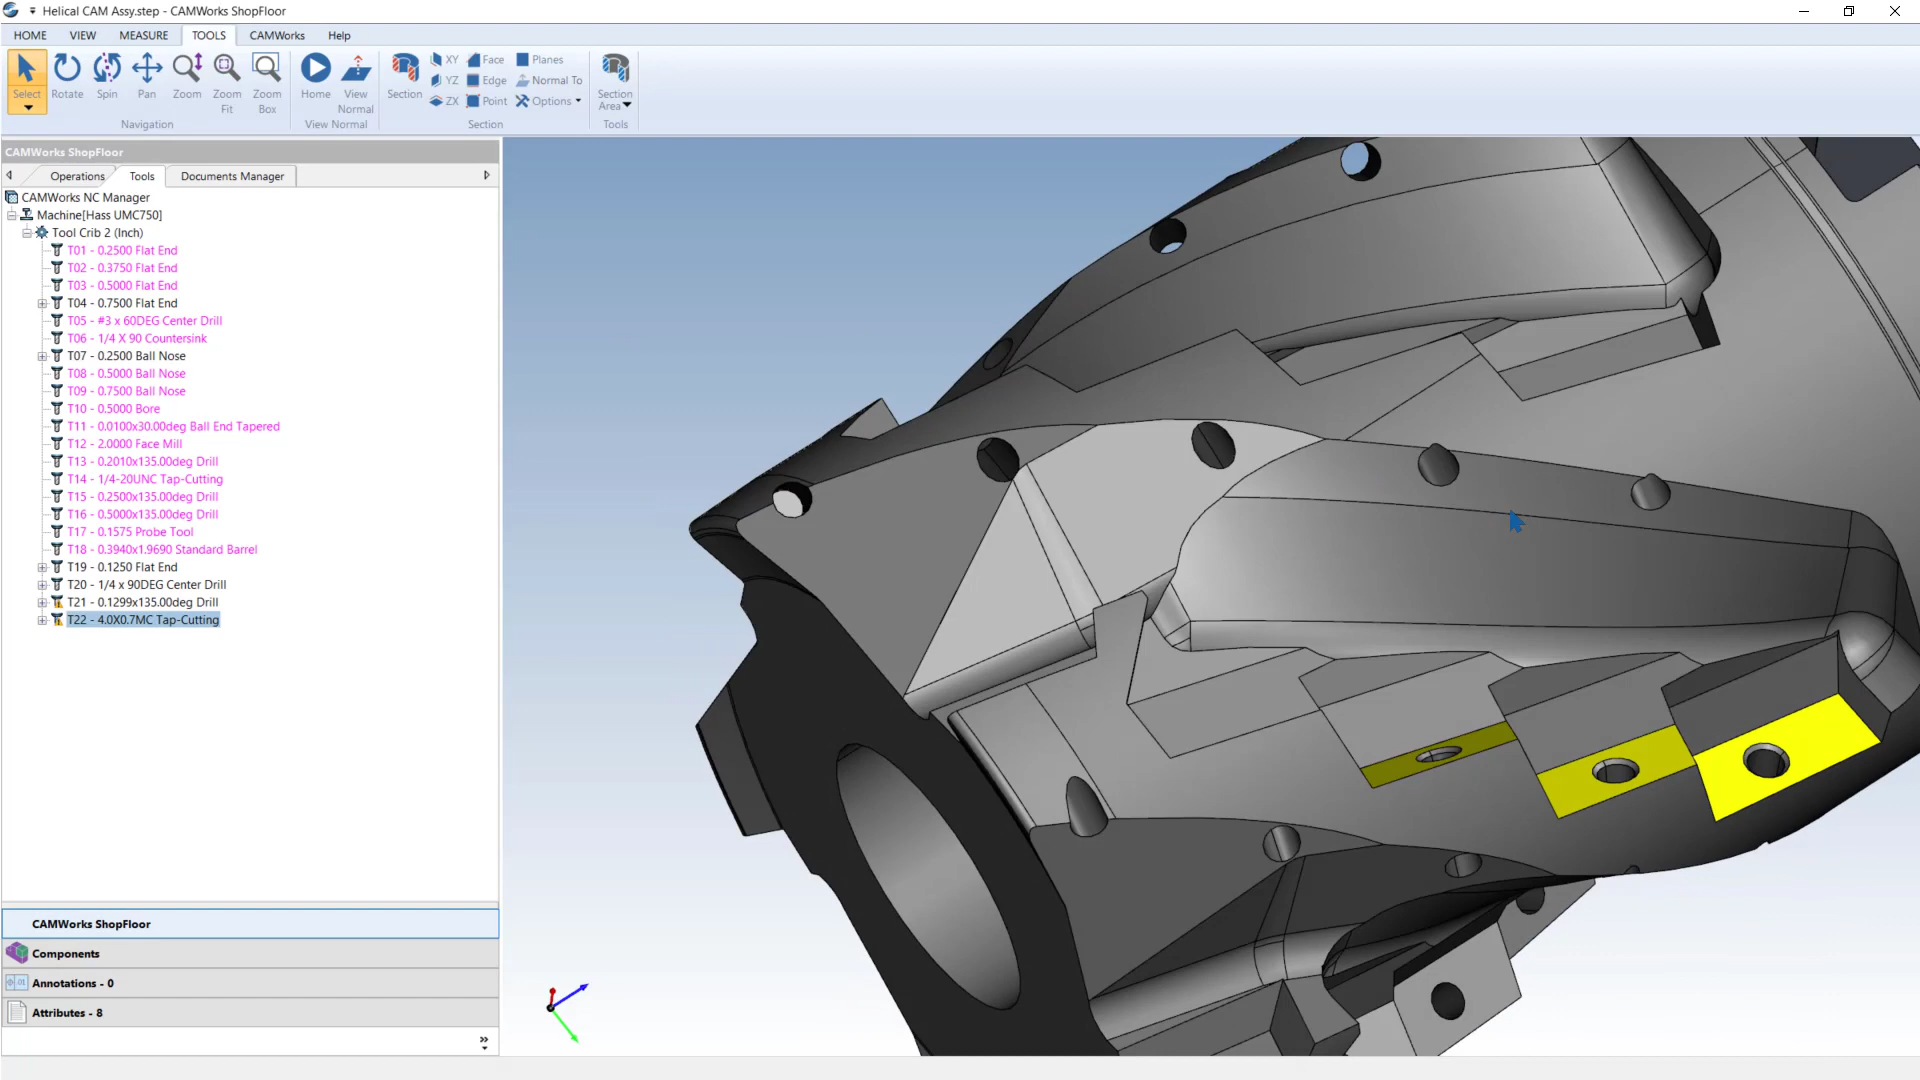 Helical CAM Assy.step - CAMWorks ShopFloor
HOME VIEW MEASURE TOOLS CAMWorks Help
Select Rotate Spin Pan Zoom Zoom Fit Zoom Box
Navigation
Home View Normal
View Normal
Section XY Face Planes
YZ Edge Normal To
ZX Point Options
Section
Section Area
Tools
CAMWorks ShopFloor
Operations Tools Documents Manager
CAMWorks NC Manager
Machine[Hass UMC750]
Tool Crib 2 (Inch)
T01 - 0.2500 Flat End
T02 - 0.3750 Flat End
T03 - 0.5000 Flat End
T04 - 0.7500 Flat End
T05 - #3 x 60DEG Center Drill
T06 - 1/4 X 90 Countersink
T07 - 0.2500 Ball Nose
T08 - 0.5000 Ball Nose
T09 - 0.7500 Ball Nose
T10 - 0.5000 Bore
T11 - 0.0100x30.00deg Ball End Tapered
T12 - 2.0000 Face Mill
T13 - 0.2010x135.00deg Drill
T14 - 1/4-20UNC Tap-Cutting
T15 - 0.2500x135.00deg Drill
T16 - 0.5000x135.00deg Drill
T17 - 0.1575 Probe Tool
T18 - 0.3940x1.9690 Standard Barrel
T19 - 0.1250 Flat End
T20 - 1/4 x 90DEG Center Drill
T21 - 0.1299x135.00deg Drill
T22 - 4.0X0.7MC Tap-Cutting
CAMWorks ShopFloor
Components
Annotations - 0
Attributes - 8